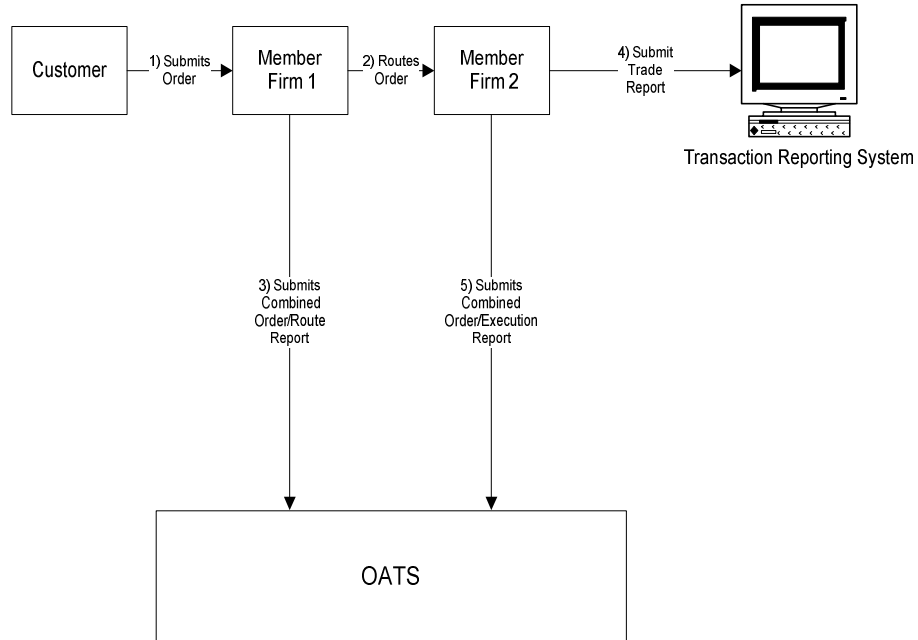 Customer
1) Submits
Order
Member
Firm 1
2) Routes
Order
Member
Firm 2
4) Submit
Trade
Report
Transaction Reporting System
3) Submits
Combined
Order/Route
Report
5) Submits
Combined
Order/Execution
Report
OATS